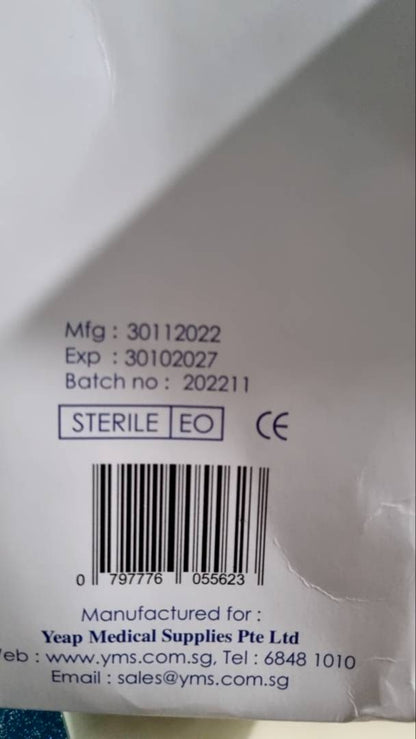 Mfg : 30112022
Exp : 30102027
Batch no : 202211
STERILE EO CE
0 797776 055623
Manufactured for :
Yeap Medical Supplies Pte Ltd
eb : www.yms.com.sg, Tel : 6848 1010
Email : sales@yms.com.sg